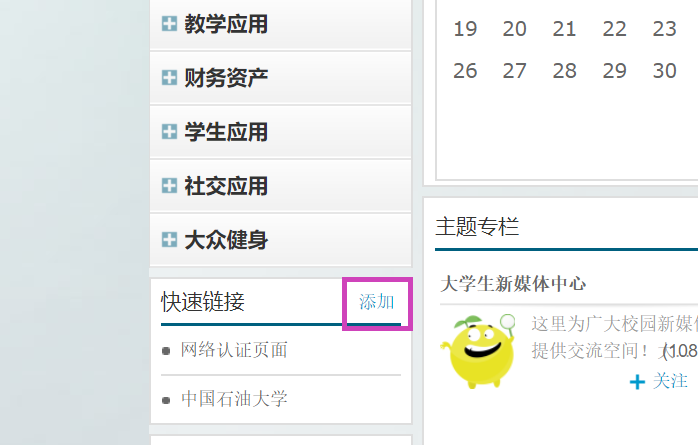 教学应用
财务资产
学生应用
社交应用
大众健身
快速链接 添加
网络认证页面
中国石油大学
19 20 21 22 23
26 27 28 29 30
主题专栏
大学生新媒体中心
这里为广大校园新媒
提供交流空间！
关注